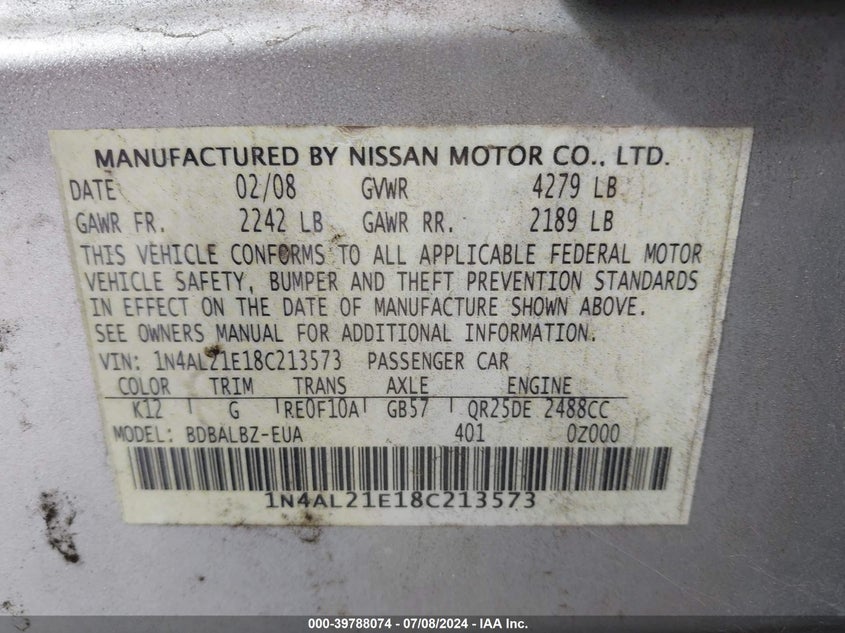 MANUFACTURED BY NISSAN MOTOR CO., LTD.
DATE 02/08 GVWR 4279 LB
GAWR FR. 2242 LB GAWR RR. 2189 LB
THIS VEHICLE CONFORMS TO ALL APPLICABLE FEDERAL MOTOR
VEHICLE SAFETY, BUMPER AND THEFT PREVENTION STANDARDS
IN EFFECT ON THE DATE OF MANUFACTURE SHOWN ABOVE.
SEE OWNERS MANUAL FOR ADDITIONAL INFORMATION.
VIN: 1N4AL21E18C213573 PASSENGER CAR
COLOR TRIM TRANS AXLE ENGINE
K12 G RE0F10A GB57 QR25DE 2488CC
MODEL: BDBALBZ-EUA 401 0Z000
1N4AL21E18C213573
000-39788074 | 07/08/2024 - IAA Inc.